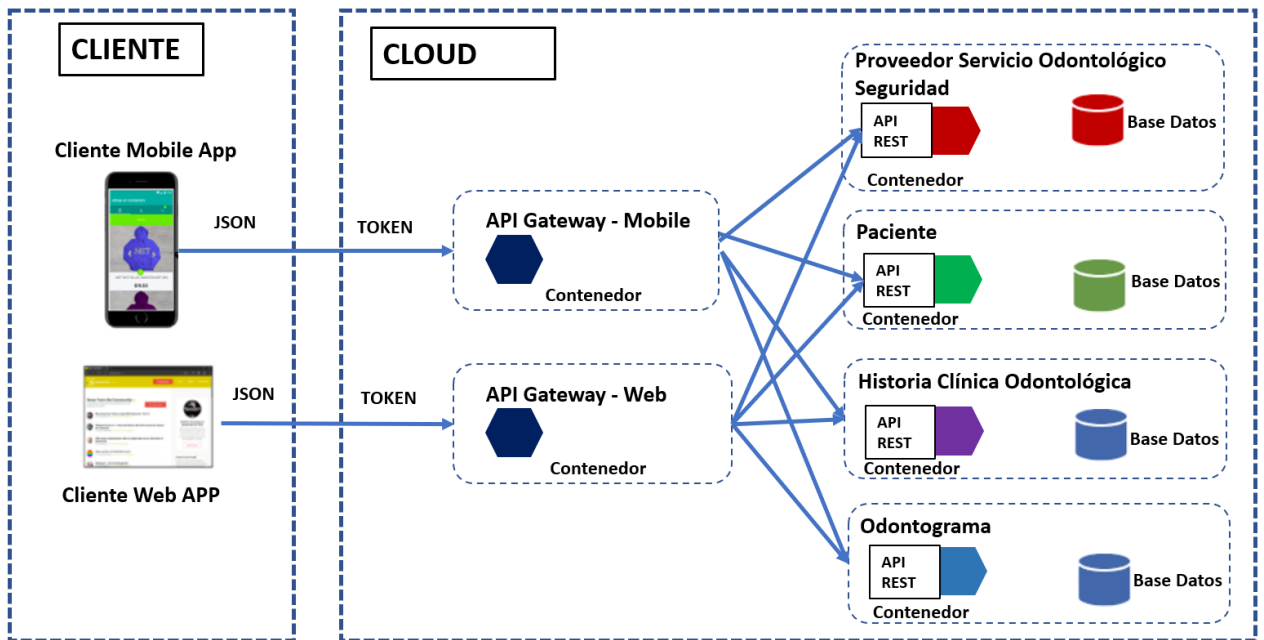 CLIENTE
Cliente Mobile App
JSON
Cliente Web APP
JSON
CLOUD
TOKEN
API Gateway - Mobile
Contenedor
TOKEN
API Gateway - Web
Contenedor
Proveedor Servicio Odontológico
Seguridad
API
REST
Contenedor
Base Datos
Paciente
API
REST
Contenedor
Base Datos
Historia Clínica Odontológica
API
REST
Contenedor
Base Datos
Odontograma
API
REST
Contenedor
Base Datos